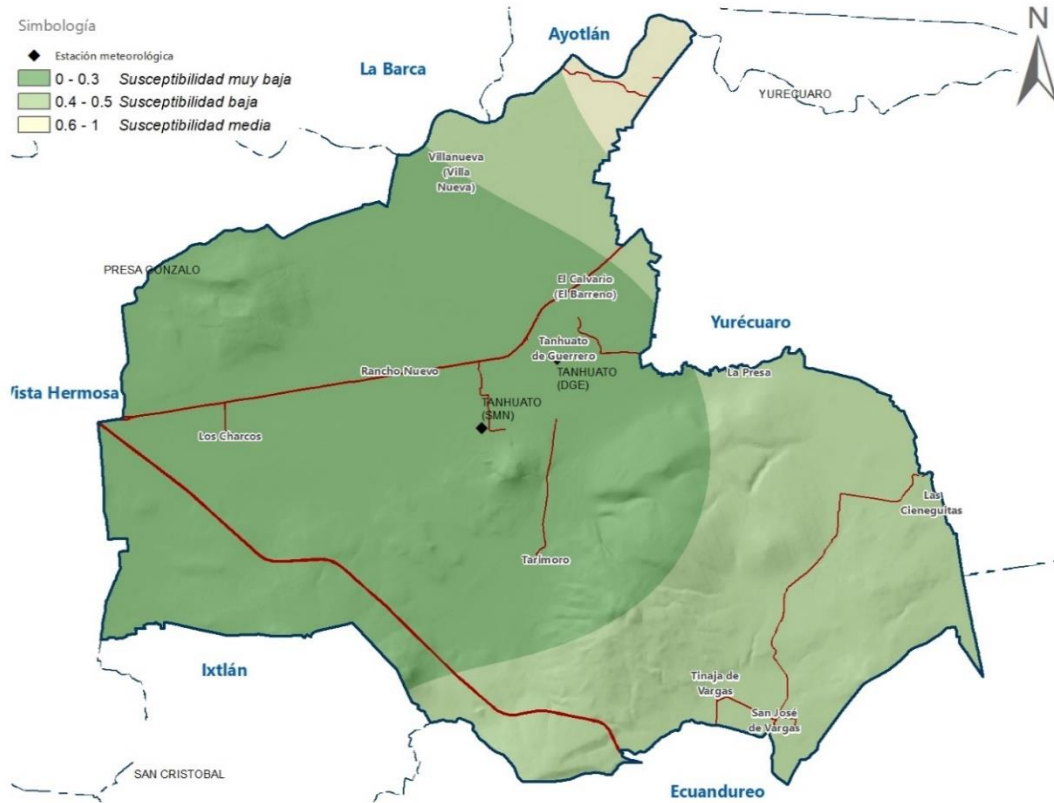 Simbología
Estación meteorológica
0 - 0.3 Susceptibilidad muy baja
0.4 - 0.5 Susceptibilidad baja
0.6 - 1 Susceptibilidad media
Ayotlán
La Barca
N
YURECUARO
Villanueva
(Villa
Nueva)
PRESA GONZALO
El Calvario
(El Barreno)
Yurécuaro
Tanhuato
de Guerrero
Rancho Nuevo
TANHUATO
(DGE)
La Presa
Vista Hermosa
TANHUATO
(SMN)
Los Charcos
Las
Cieneguitas
Tarimoro
Ixtlán
Tinaja de
Vargas
San José
de Vargas
SAN CRISTOBAL
Ecuandureo